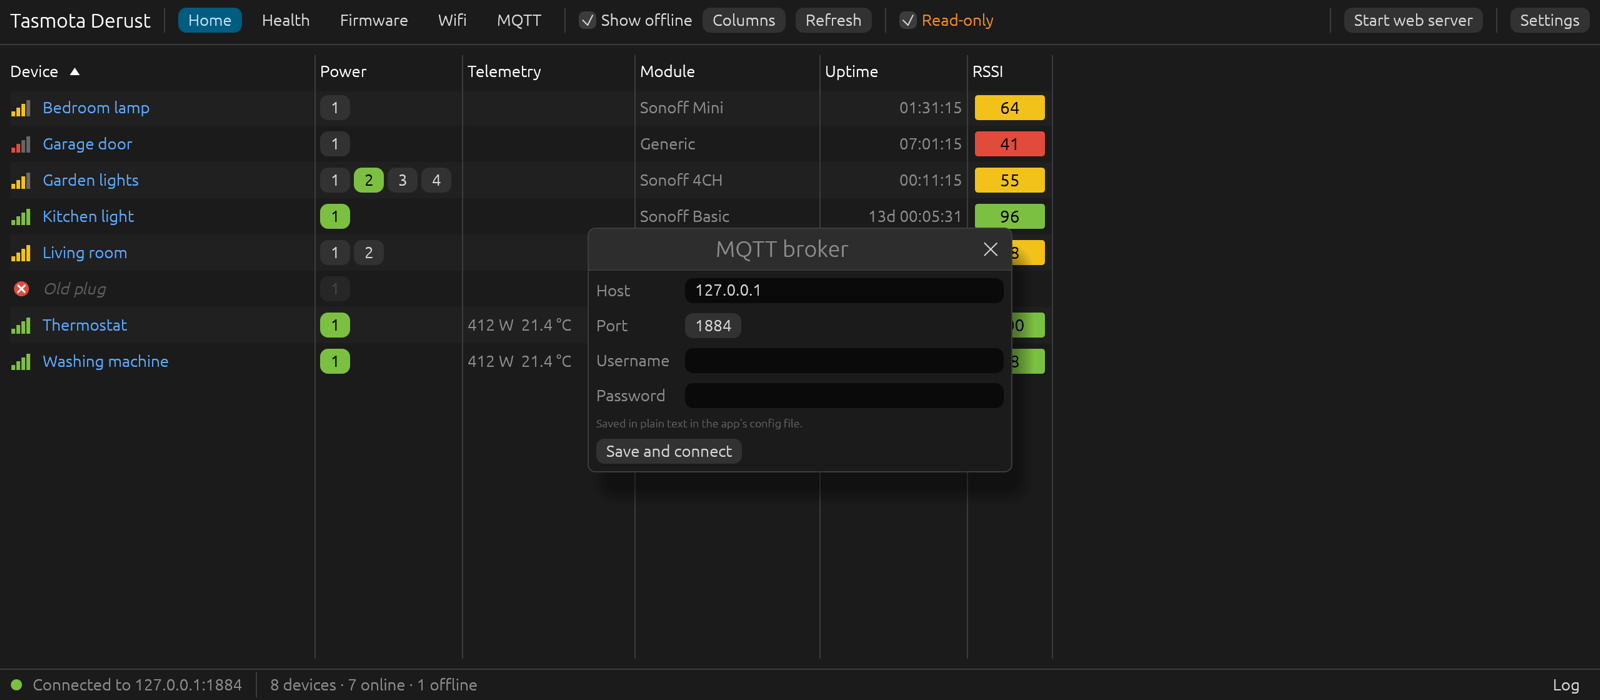 Tasmota Derust Home Health Firmware Wifi MQTT Show offline Columns Refresh Read-only Start web server Settings
Device Power Telemetry Module Uptime RSSI
Bedroom lamp 1 Sonoff Mini 01:31:15 64
Garage door 1 Generic 07:01:15 41
Garden lights 1 2 3 4 Sonoff 4CH 00:11:15 55
Kitchen light 1 Sonoff Basic 13d 00:05:31 96
Living room 1 2
Old plug 1
Thermostat 1 412 W 21.4 °C
Washing machine 1 412 W 21.4 °C
MQTT broker
Host 127.0.0.1
Port 1884
Username
Password
Saved in plain text in the app's config file.
Save and connect
Connected to 127.0.0.1:1884 8 devices · 7 online · 1 offline Log